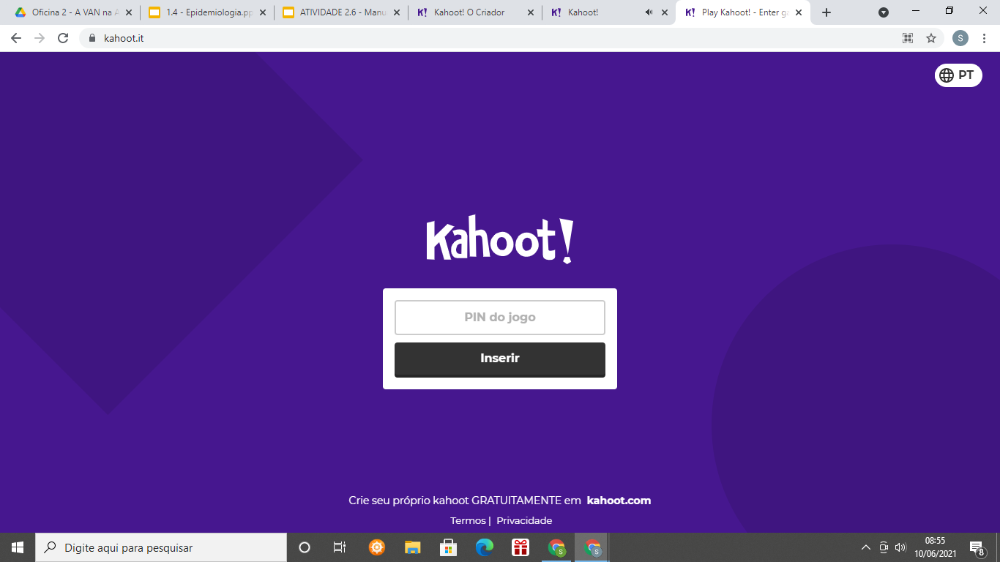 Oficina 2 - A VAN na A
1.4 - Epidemiologia.pp
ATIVIDADE 2.6 - Manu
Kahoot! O Criador
Kahoot!
Play Kahoot! - Enter ga
kahoot.it
S
PT
Kahoot!
PIN do jogo
Inserir
Crie seu próprio kahoot GRATUITAMENTE em kahoot.com
Termos | Privacidade
Digite aqui para pesquisar
S
S
08:55
10/06/2021
8